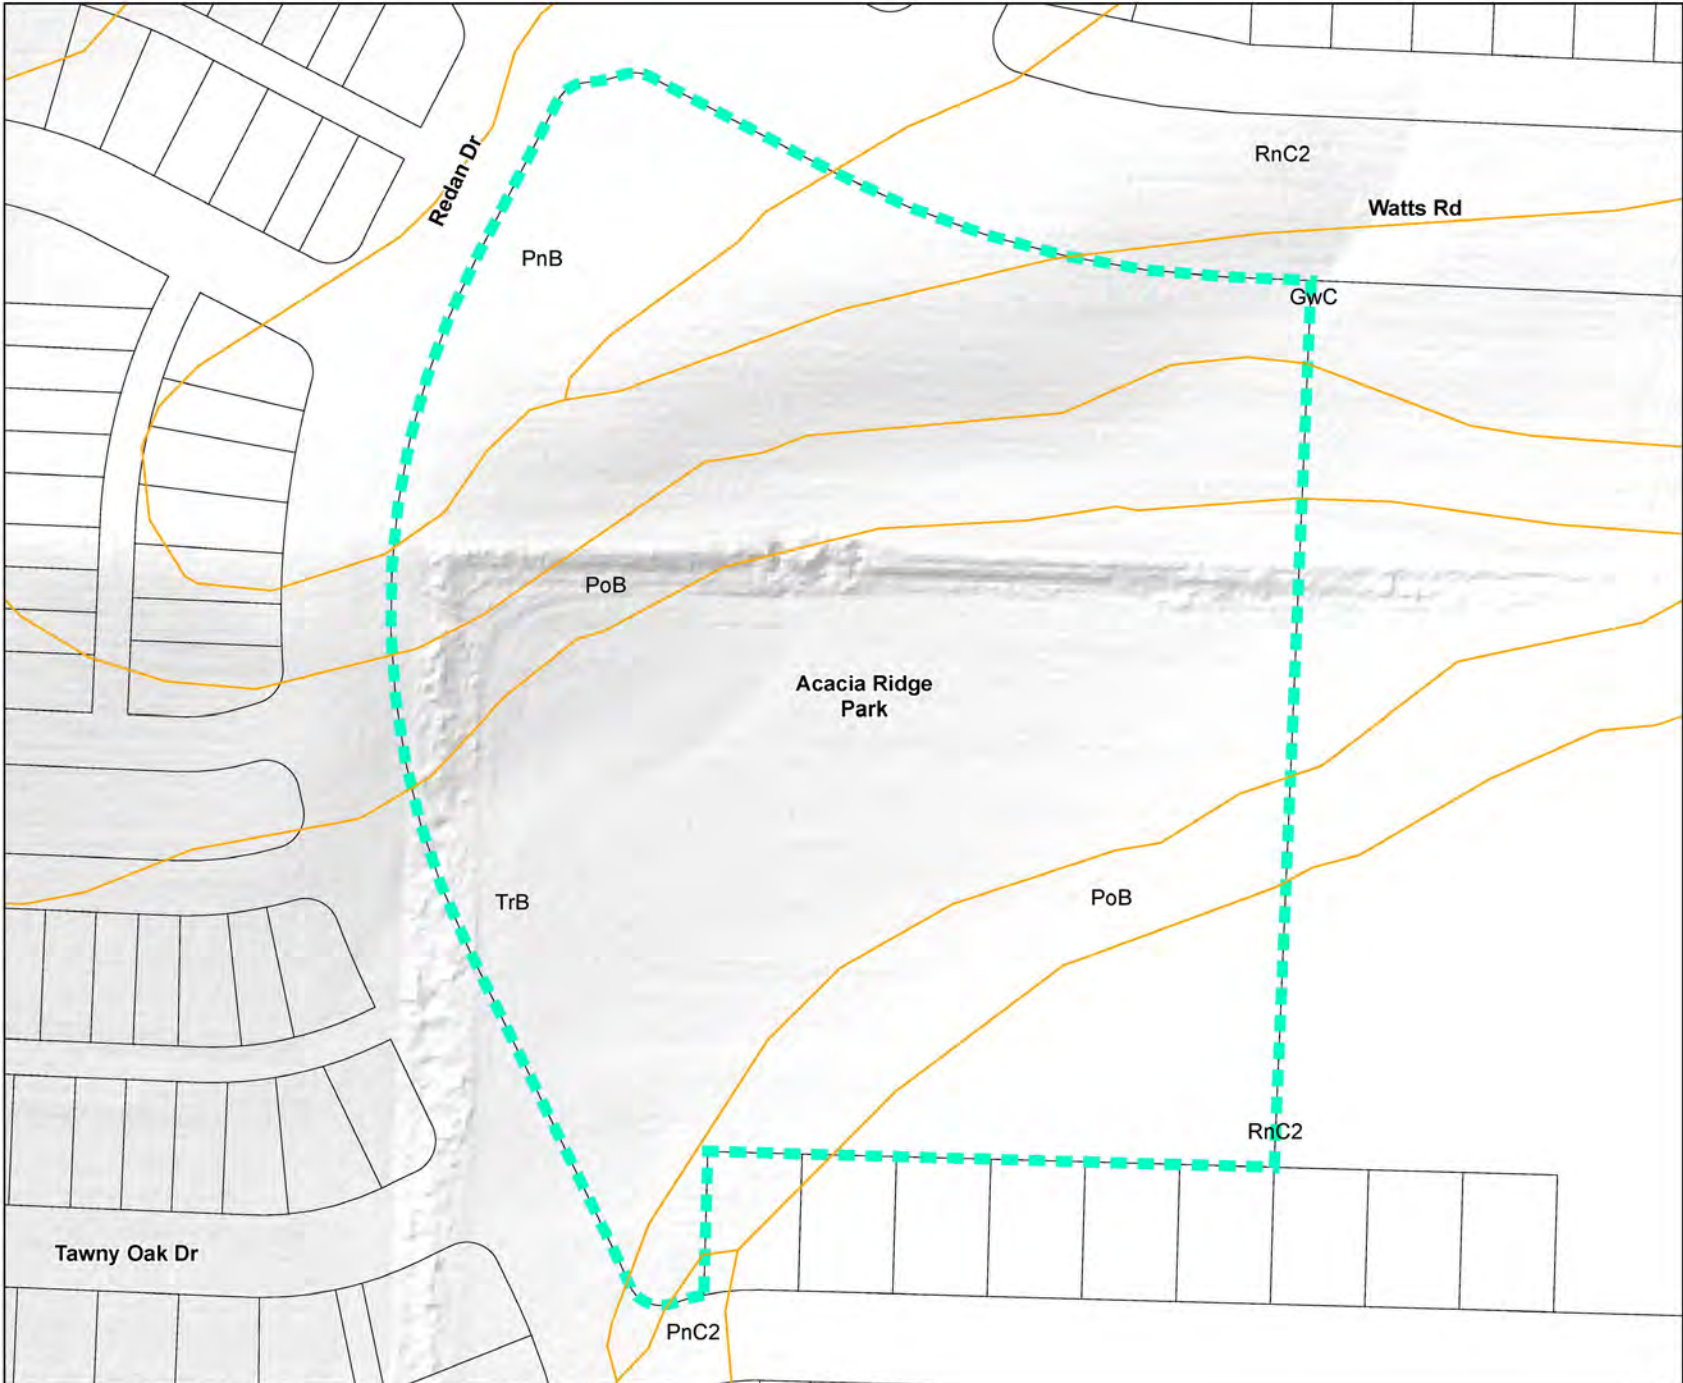 RnC2
Redan Dr
Watts Rd
PnB
GwC
PoB
Acacia Ridge
Park
TrB
PoB
RnC2
Tawny Oak Dr
PnC2